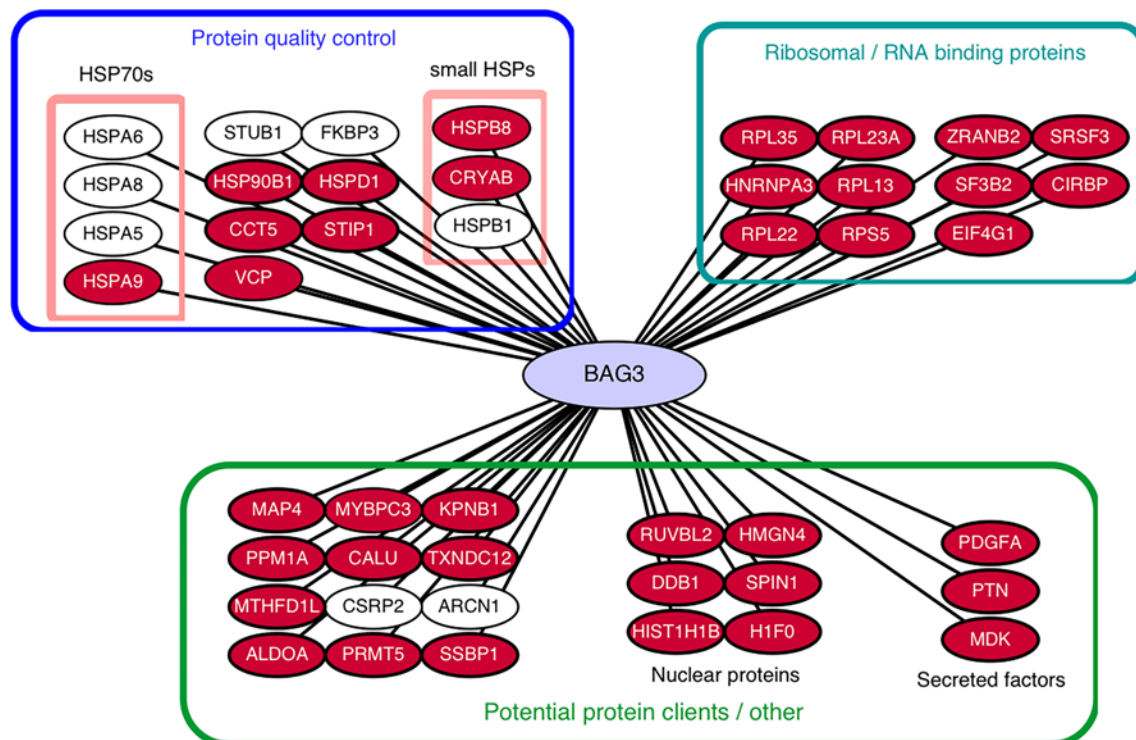 Protein quality control
HSP70s
small HSPs
HSPA6
HSPA8
HSPA5
HSPA9
STUB1
FKBP3
HSP90B1
HSPD1
CCT5
STIP1
VCP
HSPB8
CRYAB
HSPB1
Ribosomal / RNA binding proteins
RPL35
RPL23A
ZRANB2
SRSF3
HNRNPA3
RPL13
SF3B2
CIRBP
RPL22
RPS5
EIF4G1
BAG3
MAP4
MYBPC3
KPNB1
PPM1A
CALU
TXNDC12
MTHFD1L
CSRP2
ARCN1
ALDOA
PRMT5
SSBP1
RUVBL2
HMGN4
DDB1
SPIN1
HIST1H1B
H1F0
Nuclear proteins
PDGFA
PTN
MDK
Secreted factors
Potential protein clients / other